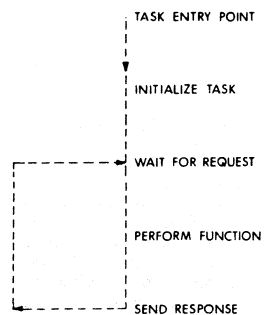 TASK ENTRY POINT
INITIALIZE TASK
WAIT FOR REQUEST
PERFORM FUNCTION
SEND RESPONSE